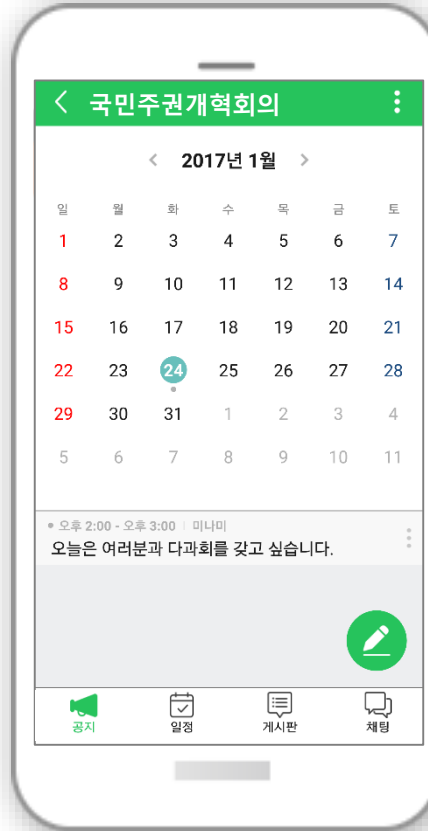 국민주권개혁회의
2017년 1월
일 월 화 수 목 금 토
1 2 3 4 5 6 7
8 9 10 11 12 13 14
15 16 17 18 19 20 21
22 23 24 25 26 27 28
29 30 31 1 2 3 4
5 6 7 8 9 10 11
오후 2:00 - 오후 3:00 | 미나미
오늘은 여러분과 다과회를 갖고 싶습니다.
공지 일정 게시판 채팅